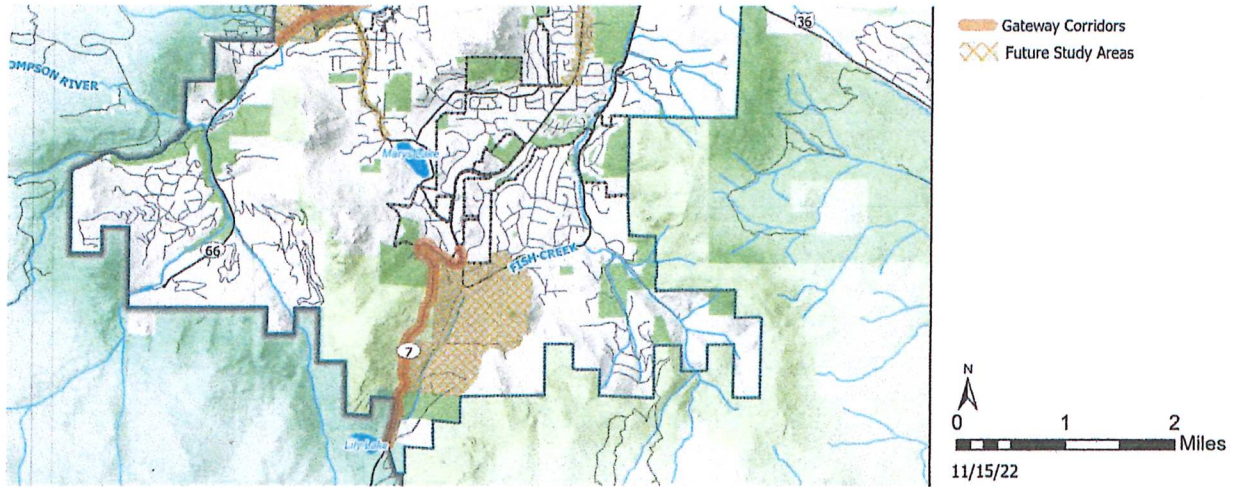 36
Gateway Corridors
Future Study Areas
OMPSON RIVER
Marys Lake
66
FISH CREEK
7
Lily Lake
N
0 1 2
Miles
11/15/22